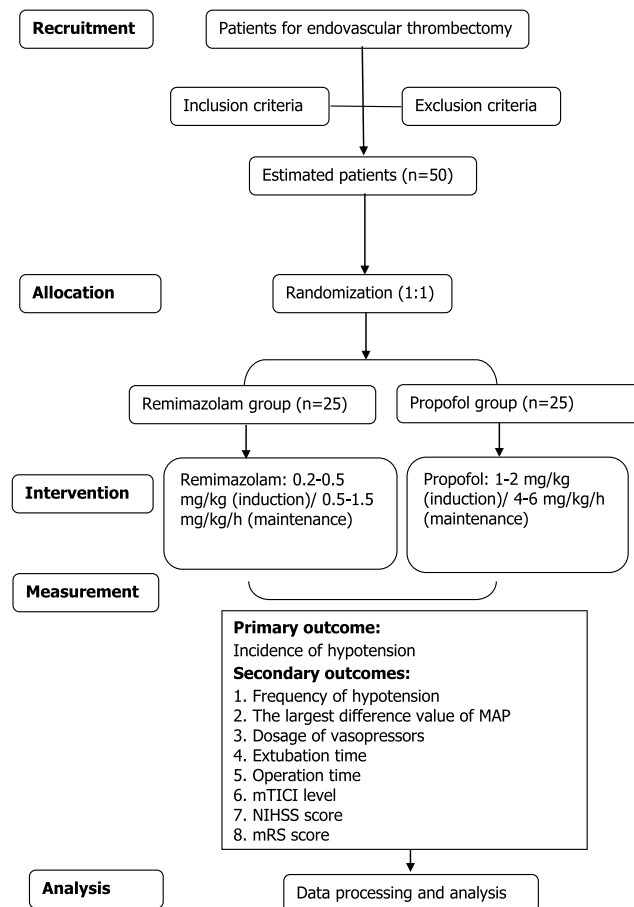 Recruitment
Patients for endovascular thrombectomy
Inclusion criteria
Exclusion criteria
Estimated patients (n=50)
Allocation
Randomization (1:1)
Remimazolam group (n=25)
Propofol group (n=25)
Intervention
Remimazolam: 0.2-0.5
mg/kg (induction)/ 0.5-1.5
mg/kg/h (maintenance)
Propofol: 1-2 mg/kg
(induction)/ 4-6 mg/kg/h
(maintenance)
Measurement
Primary outcome:
Incidence of hypotension
Secondary outcomes:
1. Frequency of hypotension
2. The largest difference value of MAP
3. Dosage of vasopressors
4. Extubation time
5. Operation time
6. mTICI level
7. NIHSS score
8. mRS score
Analysis
Data processing and analysis